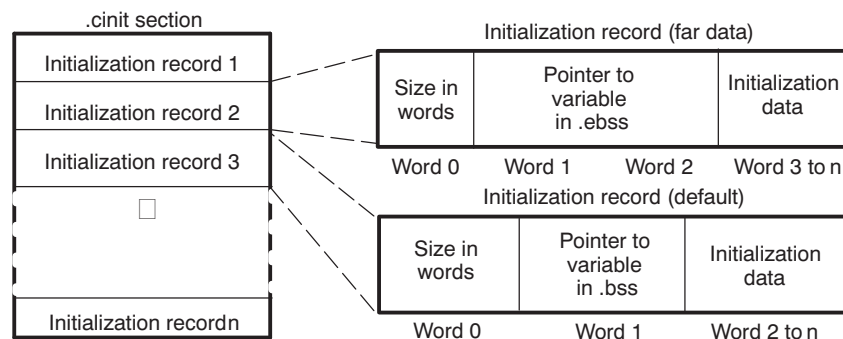 .cinit section
Initialization record 1
Initialization record 2
Initialization record 3
Initialization recordn
Initialization record (far data)
Size in
words
Pointer to
variable
in .ebss
Initialization
data
Word 0
Word 1
Word 2
Word 3 to n
Initialization record (default)
Size in
words
Pointer to
variable
in .bss
Initialization
data
Word 0
Word 1
Word 2 to n